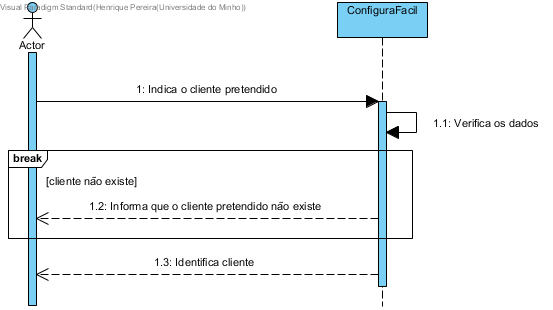 Visual Paradigm Standard(Henrique Pereira(Universidade do Minho))
ConfiguraFacil
Actor
1: Indica o cliente pretendido
1.1: Verifica os dados
break
[cliente não existe]
1.2: Informa que o cliente pretendido não existe
1.3: Identifica cliente